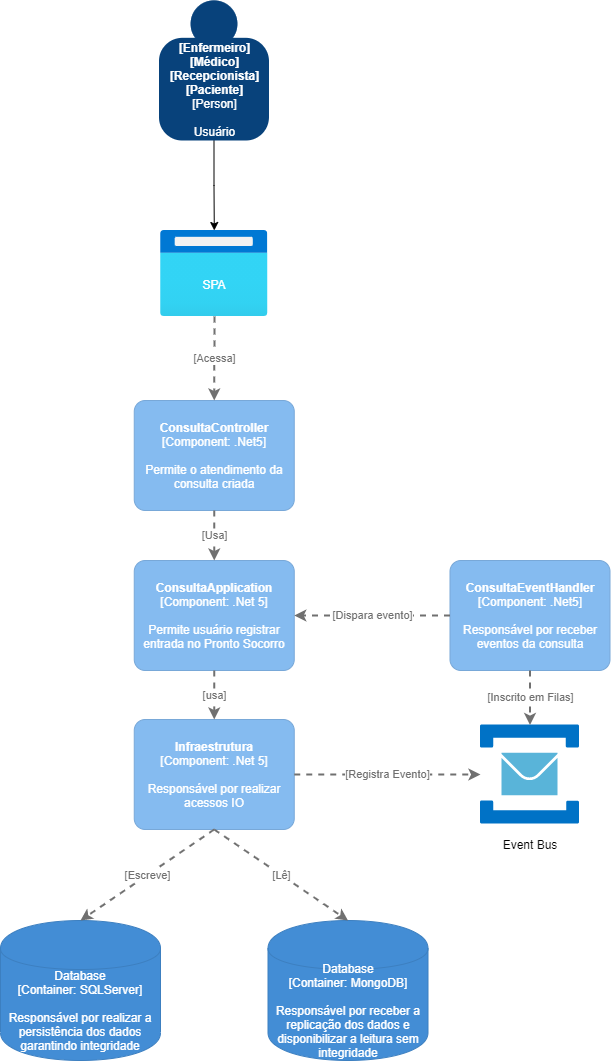 [Enfermeiro]
[Médico]
[Recepcionista]
[Paciente]
[Person]
Usuário
SPA
[Acessa]
ConsultaController
[Component: .Net5]
Permite o atendimento da
consulta criada
[Usa]
ConsultaApplication
[Component: .Net 5]
Permite usuário registrar
entrada no Pronto Socorro
[Dispara evento]
ConsultaEventHandler
[Component: .Net5]
Responsável por receber
eventos da consulta
[usa]
[Inscrito em Filas]
Infraestrutura
[Component: .Net 5]
Responsável por realizar
acessos IO
[Registra Evento]
Event Bus
[Escreve]
[Lê]
Database
[Container: SQLServer]
Responsável por realizar a
persistência dos dados
garantindo integridade
Database
[Container: MongoDB]
Responsável por receber a
replicação dos dados e
disponibilizar a leitura sem
integridade